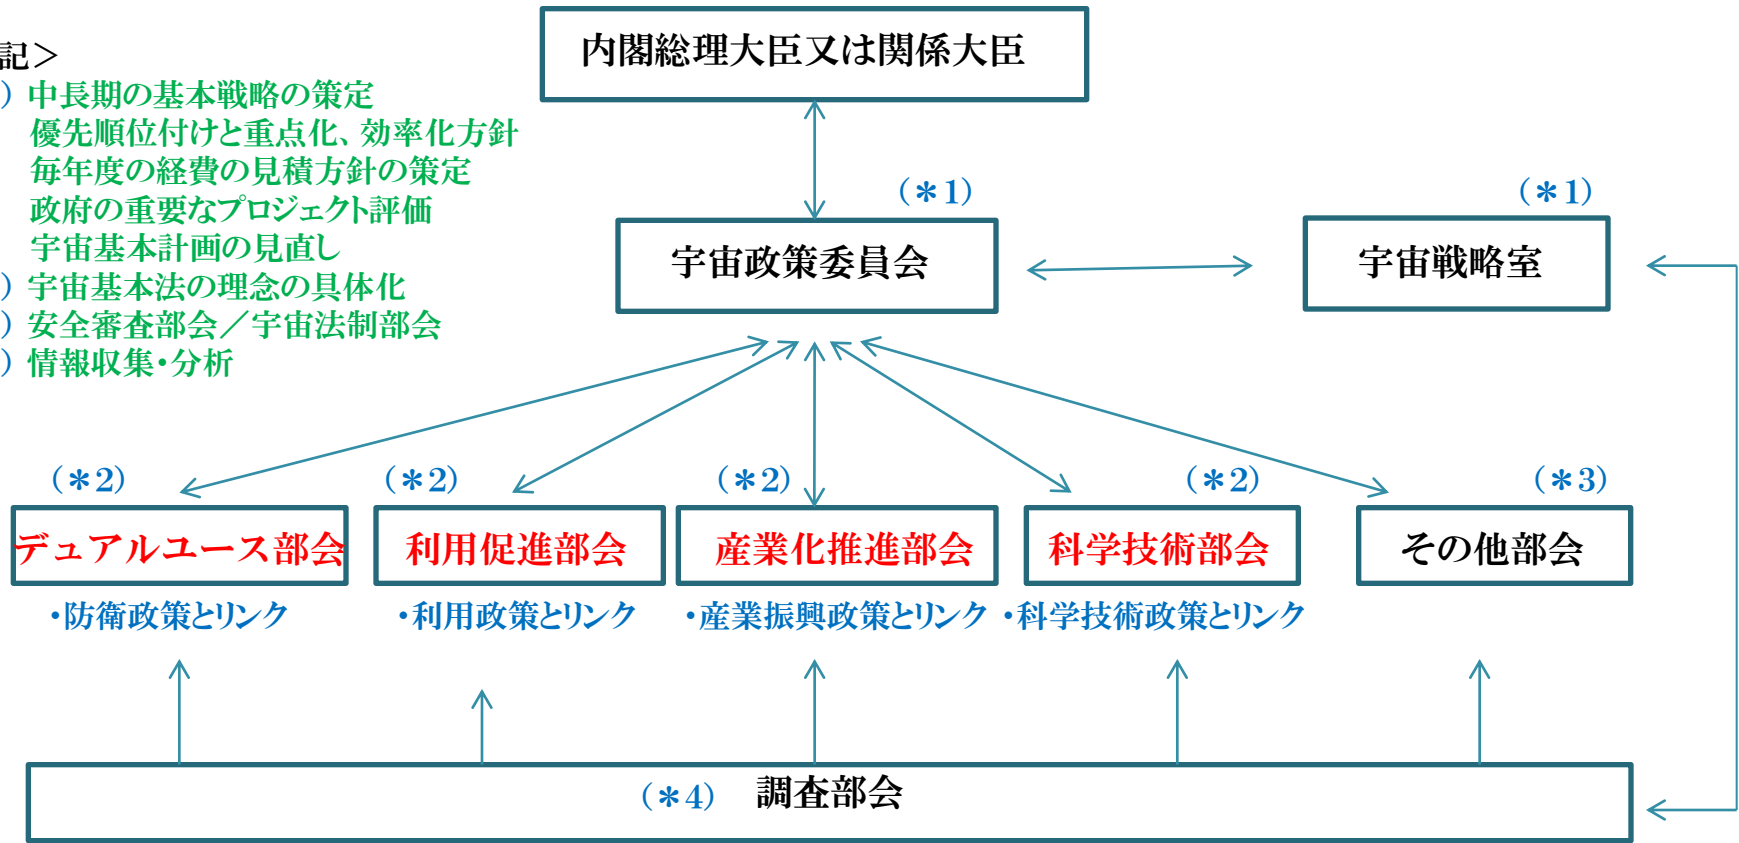 内閣総理大臣又は関係大臣
記＞
）中長期の基本戦略の策定
優先順位付けと重点化、効率化方針
毎年度の経費の見積方針の策定
政府の重要なプロジェクト評価
宇宙基本計画の見直し
）宇宙基本法の理念の具体化
）安全審査部会／宇宙法制部会
）情報収集・分析
（＊1）
（＊1）
宇宙政策委員会
宇宙戦略室
（＊2）
（＊2）
（＊2）
（＊2）
（＊3）
デュアルユース部会
利用促進部会
産業化推進部会
科学技術部会
その他部会
・防衛政策とリンク
・利用政策とリンク
・産業振興政策とリンク
・科学技術政策とリンク
（＊4） 調査部会